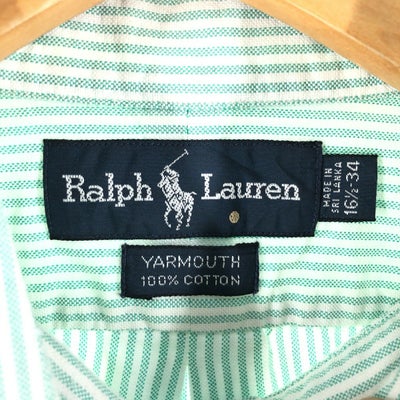 Ralph Lauren
MADE IN
SRI LANKA
16½-34
YARMOUTH
100% COTTON